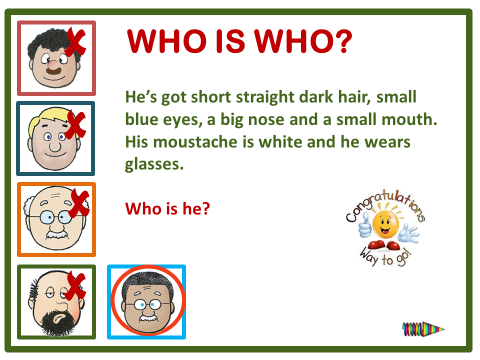 WHO IS WHO?
He's got short straight dark hair, small
blue eyes, a big nose and a small mouth.
His moustache is white and he wears
glasses.
Who is he?
Congratulations
Way to go!